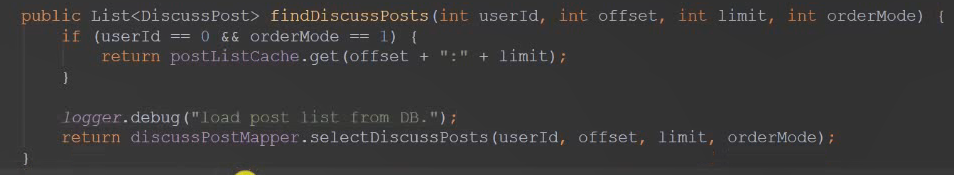 public List<DiscussPost> findDiscussPosts(int userId, int offset, int limit, int orderMode) {
if (userId == 0 && orderMode == 1) {
return postListCache.get(offset + ":" + limit);
}
logger.debug("load post list from DB.");
return discussPostMapper.selectDiscussPosts(userId, offset, limit, orderMode);
}